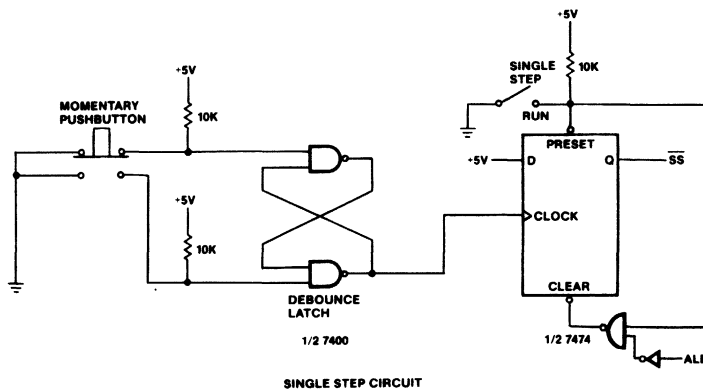 +5V
+5V
SINGLE
STEP
10K
MOMENTARY
PUSHBUTTON
10K
RUN
PRESET
+5V
D
Q
SS
+5V
10K
CLOCK
CLEAR
DEBOUNCE
LATCH
1/2 7400
1/2 7474
SINGLE STEP CIRCUIT